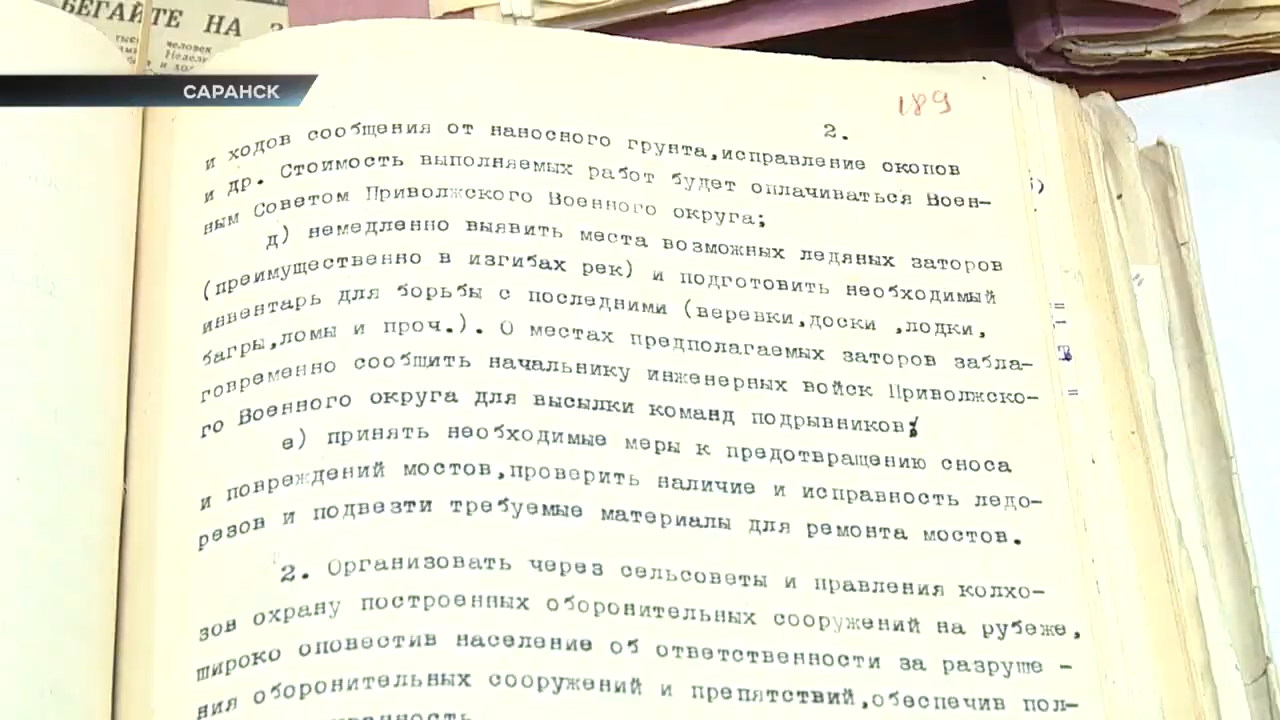 БЕГАЙТЕ НА З
человек
САРАНСК
189
2.
и ходов сообщения от наносного грунта,исправление окопов
и др. Стоимость выполняемых работ будет оплачиваться Воен-
ным Советом Приволжского Военного округа;
д) немедленно выявить места возможных ледяных заторов
(преимущественно в изгибах рек) и подготовить необходимый
инвентарь для борьбы с последними (веревки,доски ,лодки,
багры,ломы и проч.). О местах предполагаемых заторов забла-
говременно сообщить начальнику инженерных войск Приволжско-
го Военного округа для высылки команд подрывников;
е) принять необходимые меры к предотвращению сноса
и повреждений мостов,проверить наличие и исправность ледо-
резов и подвезти требуемые материалы для ремонта мостов.
2. Организовать через сельсоветы и правления колхо-
зов охрану построенных оборонительных сооружений на рубеже,
широко оповестив население об ответственности за разруше -
ния оборонительных сооружений и препятствий,обеспечив пол-